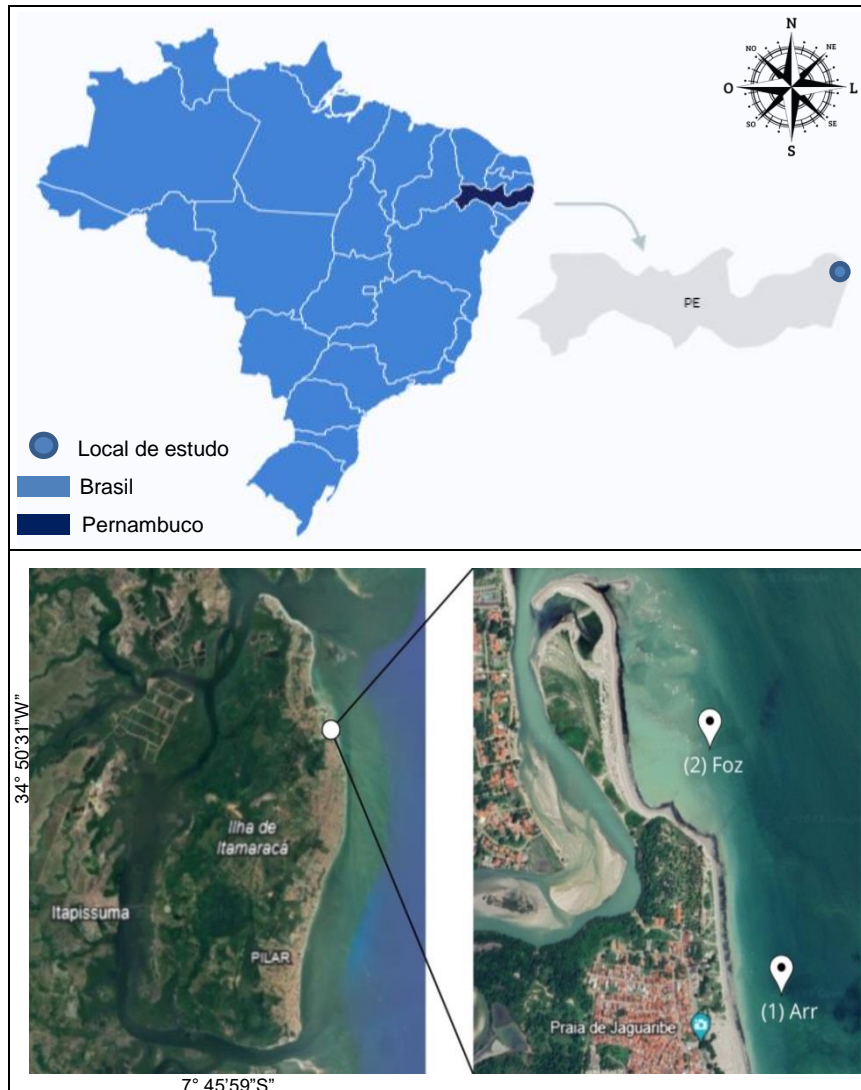 N
NO
NE
O
L
SO
SE
S
PE
Local de estudo
Brasil
Pernambuco
34° 50'31"W"
Ilha de
Itamaracá
Itapissuma
PILAR
7° 45'59"S"
(2) Foz
(1) Arr
Praia de Jaguaribe